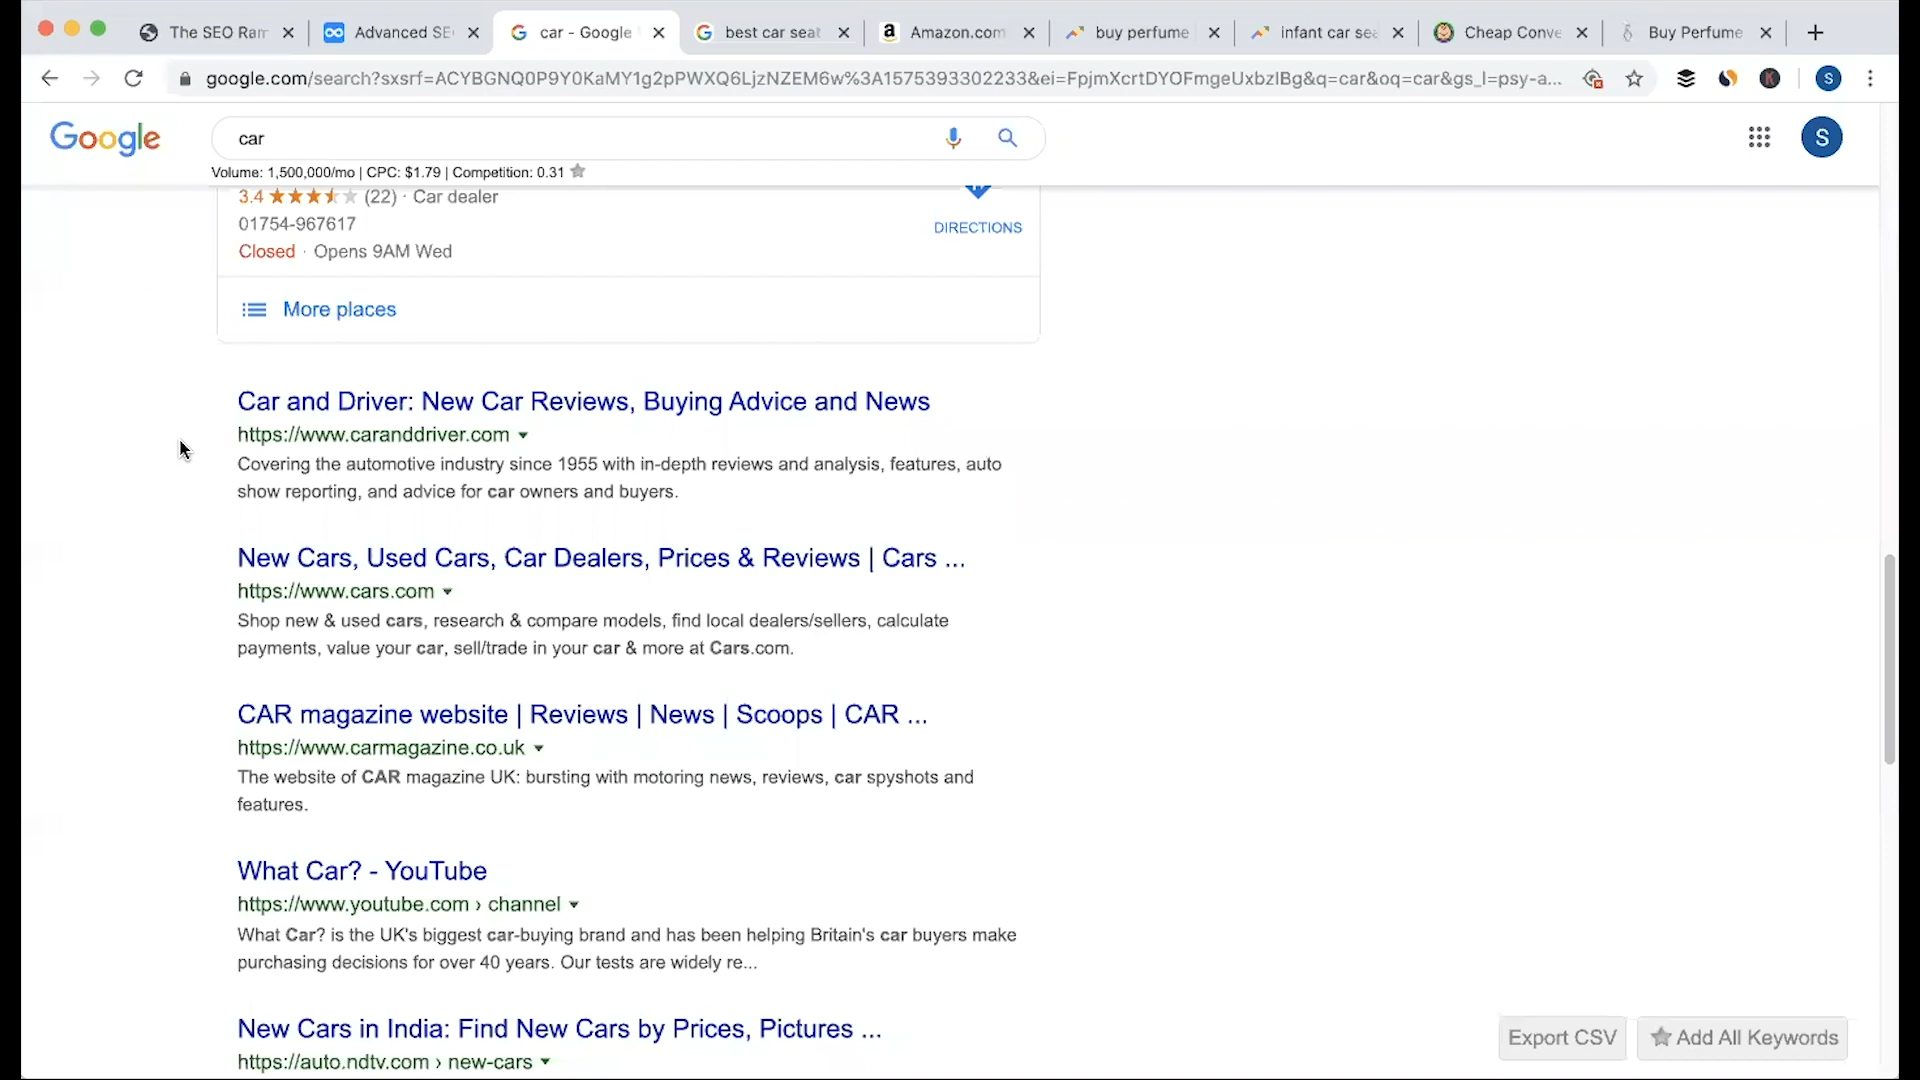 The SEO Ram
Advanced SE
car - Google
best car seat
Amazon.com
buy perfume
infant car sea
Cheap Conve
Buy Perfume
google.com/search?sxsrf=ACYBGNQ0P9Y0KaMY1g2pPWXQ6LjzNZEM6w%3A1575393302233&ei=FpjmXcrtDYOFmgeUxbzIBg&q=car&oq=car&gs_l=psy-a...
S
Google
car
S
Volume: 1,500,000/mo | CPC: $1.79 | Competition: 0.31
3.4 (22) · Car dealer
01754-967617
DIRECTIONS
Closed · Opens 9AM Wed
More places
Car and Driver: New Car Reviews, Buying Advice and News
https://www.caranddriver.com
Covering the automotive industry since 1955 with in-depth reviews and analysis, features, auto
show reporting, and advice for car owners and buyers.
New Cars, Used Cars, Car Dealers, Prices & Reviews | Cars ...
https://www.cars.com
Shop new & used cars, research & compare models, find local dealers/sellers, calculate
payments, value your car, sell/trade in your car & more at Cars.com.
CAR magazine website | Reviews | News | Scoops | CAR ...
https://www.carmagazine.co.uk
The website of CAR magazine UK: bursting with motoring news, reviews, car spyshots and
features.
What Car? - YouTube
https://www.youtube.com › channel
What Car? is the UK's biggest car-buying brand and has been helping Britain's car buyers make
purchasing decisions for over 40 years. Our tests are widely re...
New Cars in India: Find New Cars by Prices, Pictures ...
https://auto.ndtv.com › new-cars
Export CSV
Add All Keywords